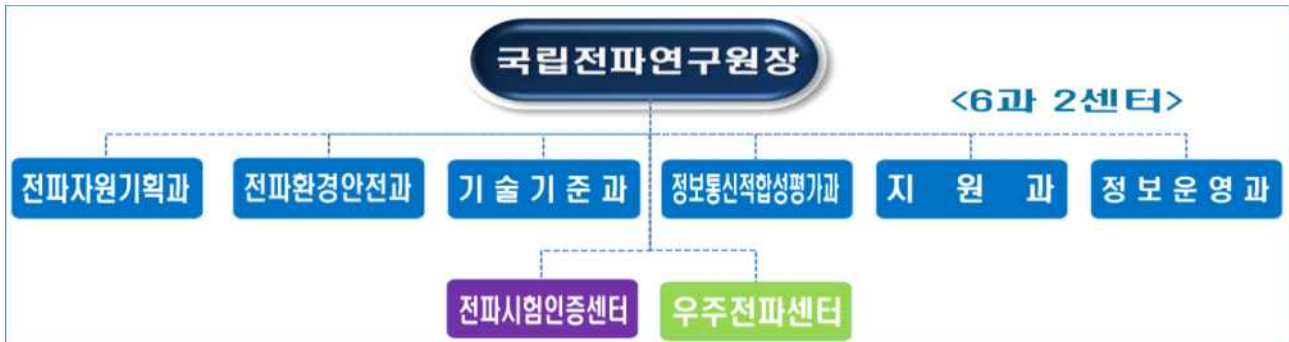 국립전파연구원장
<6과 2센터>
전파자원기획과
전파환경안전과
기술기준과
정보통신적합성평가과
지원과
정보운영과
전파시험인증센터
우주전파센터